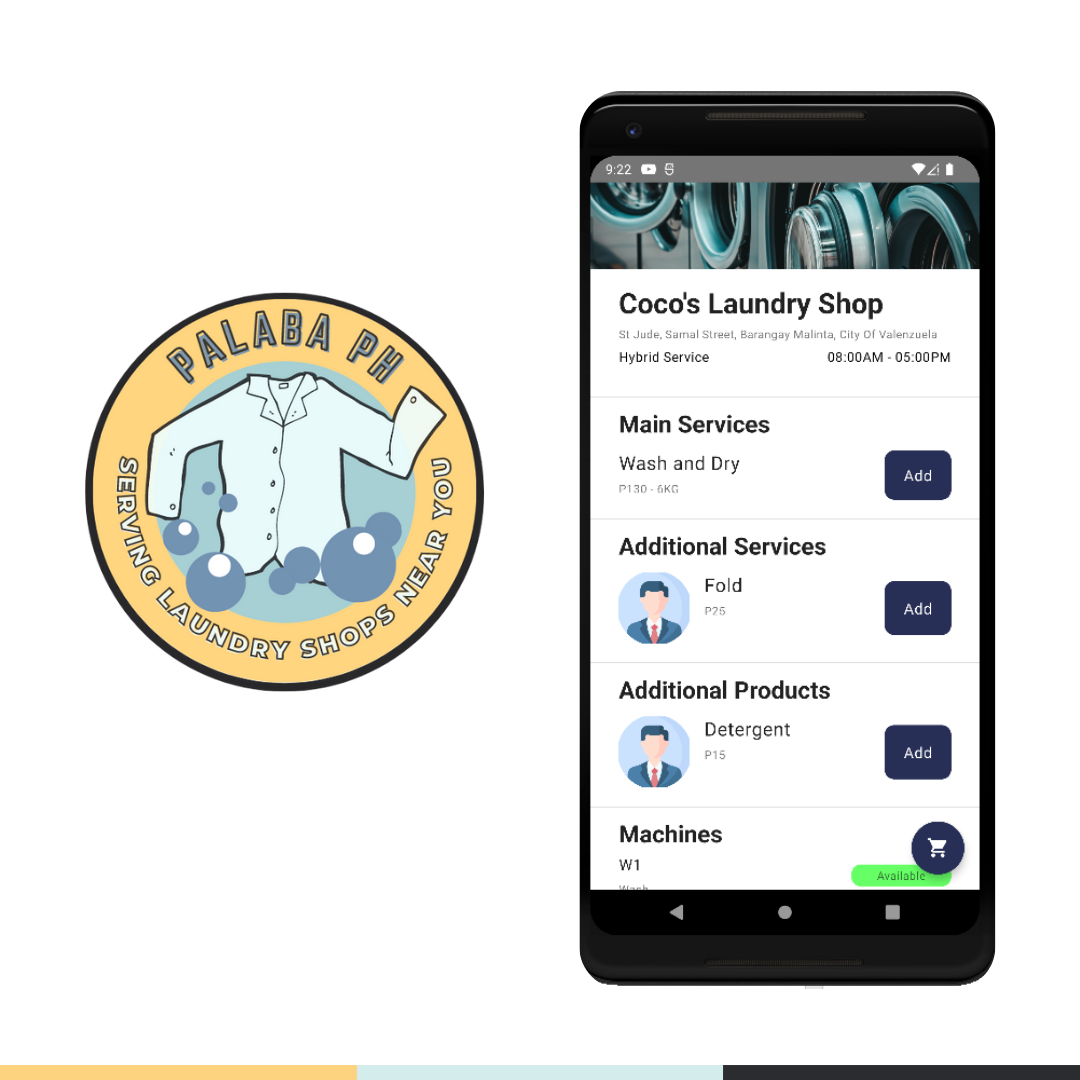 PALABA PH
SERVING LAUNDRY SHOPS NEAR YOU
9:22
Coco's Laundry Shop
St Jude, Samal Street, Barangay Malinta, City Of Valenzuela
Hybrid Service 08:00AM - 05:00PM
Main Services
Wash and Dry
P130 - 6KG
Add
Additional Services
Fold
P25
Add
Additional Products
Detergent
P15
Add
Machines
W1
Available
Wash